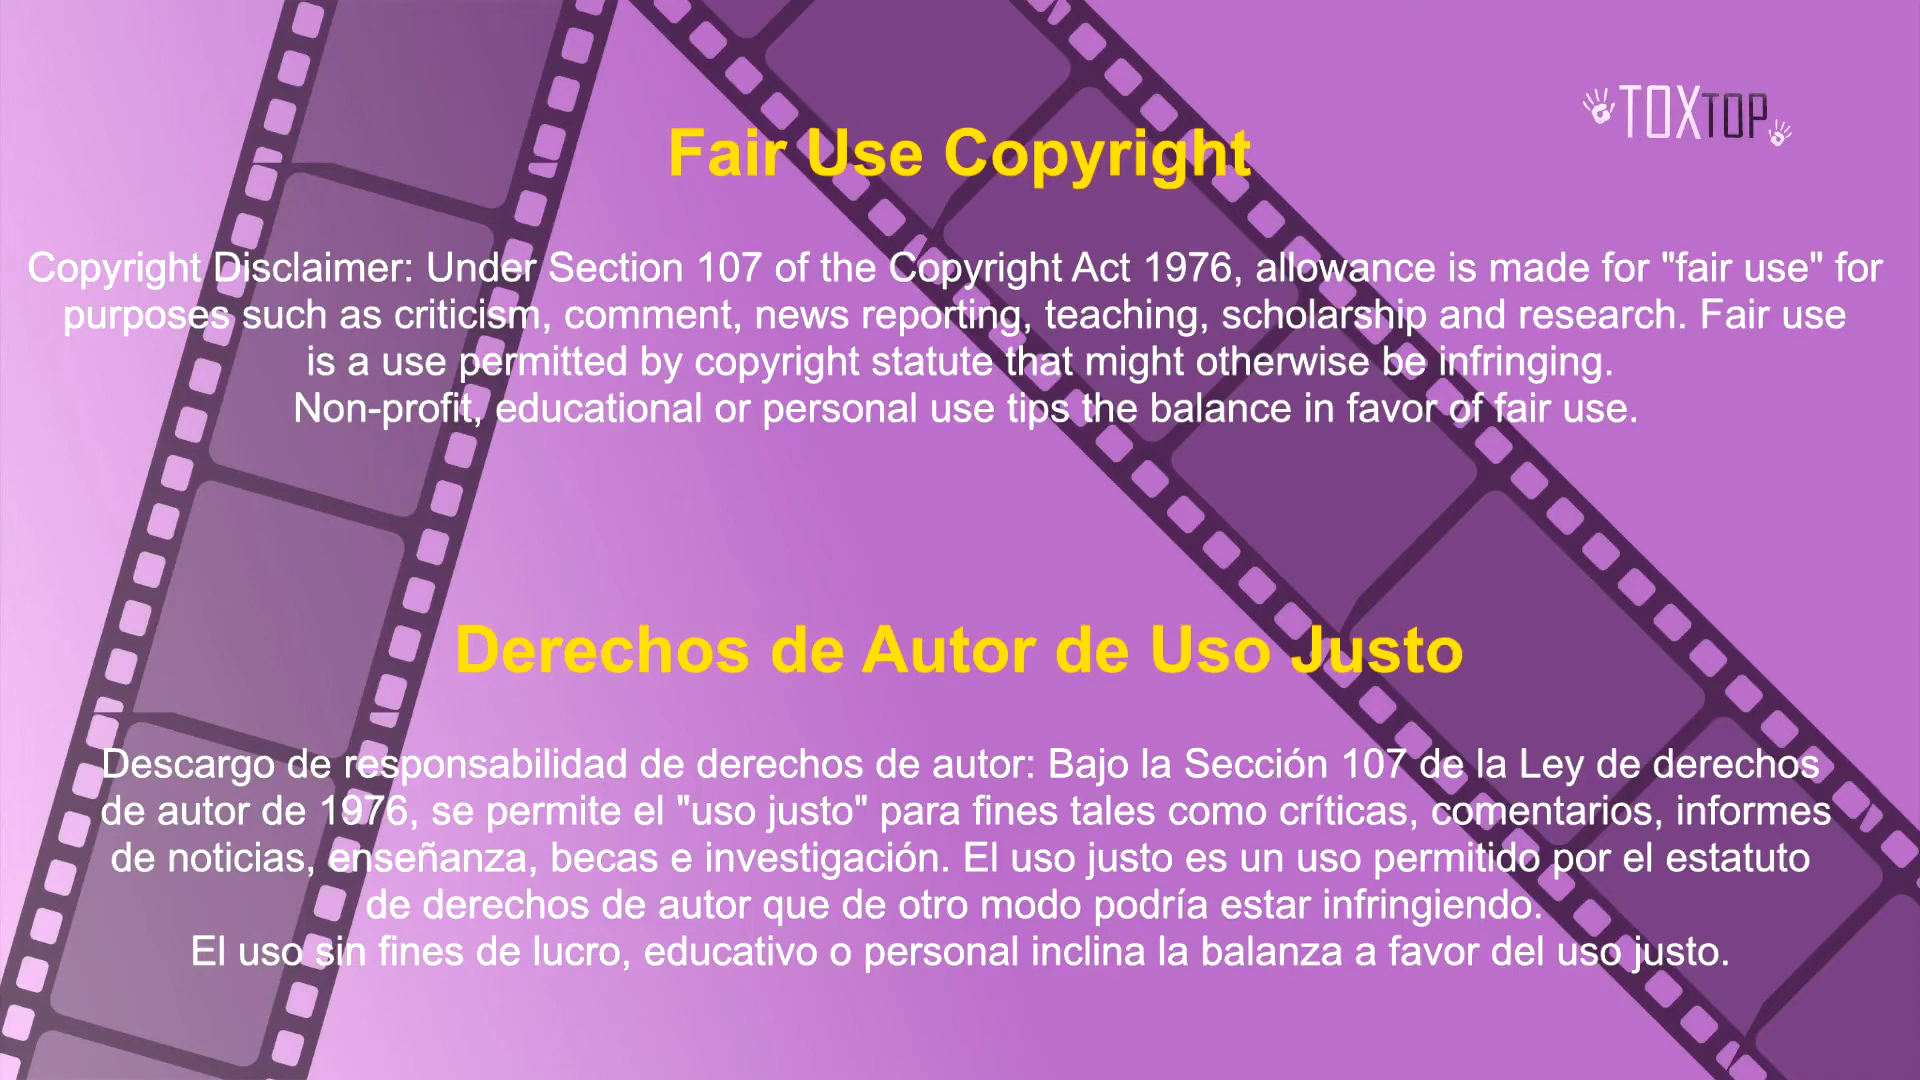 TOXTOP
Fair Use Copyright
Copyright Disclaimer: Under Section 107 of the Copyright Act 1976, allowance is made for "fair use" for
purposes such as criticism, comment, news reporting, teaching, scholarship and research. Fair use
is a use permitted by copyright statute that might otherwise be infringing.
Non-profit, educational or personal use tips the balance in favor of fair use.
Derechos de Autor de Uso Justo
Descargo de responsabilidad de derechos de autor: Bajo la Sección 107 de la Ley de derechos
de autor de 1976, se permite el "uso justo" para fines tales como críticas, comentarios, informes
de noticias, enseñanza, becas e investigación. El uso justo es un uso permitido por el estatuto
de derechos de autor que de otro modo podría estar infringiendo.
El uso sin fines de lucro, educativo o personal inclina la balanza a favor del uso justo.